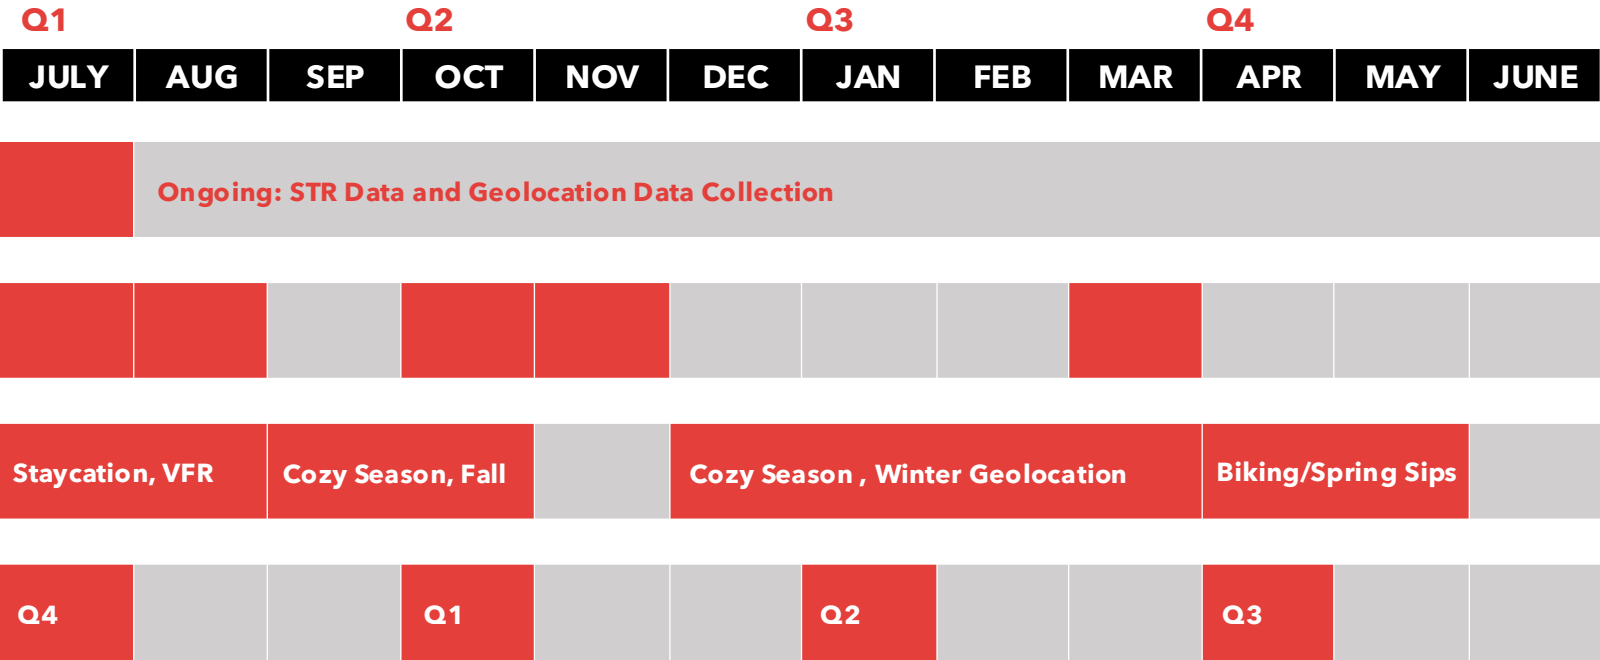 Q1 Q2 Q3 Q4
JULY AUG SEP OCT NOV DEC JAN FEB MAR APR MAY JUNE
Ongoing: STR Data and Geolocation Data Collection
Staycation, VFR Cozy Season, Fall Cozy Season , Winter Geolocation Biking/Spring Sips
Q4 Q1 Q2 Q3